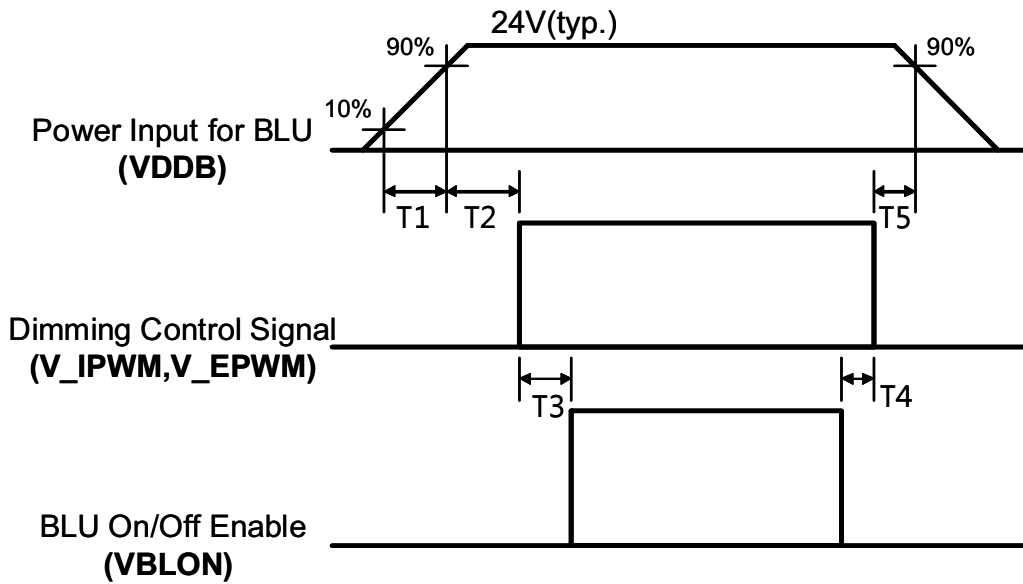 24V(typ.)
90%
90%
10%
Power Input for BLU
(VDDB)
T1
T2
T5
Dimming Control Signal
(V_IPWM,V_EPWM)
T3
T4
BLU On/Off Enable
(VBLON)